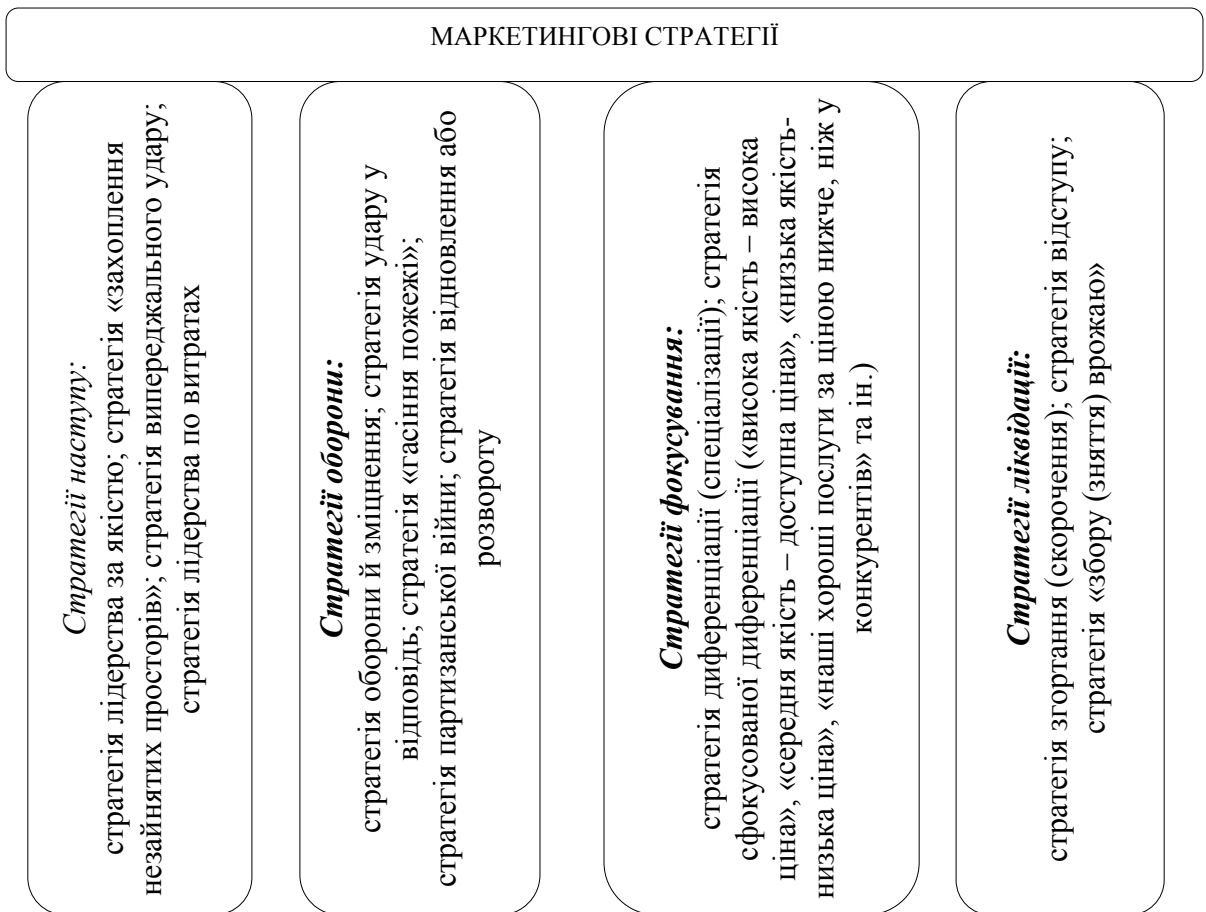 МАРКЕТИНГОВІ СТРАТЕГІЇ
Стратегії наступу:
стратегія лідерства за якістю; стратегія «захоплення
незайнятих просторів»; стратегія випереджального удару;
стратегія лідерства по витратах
Стратегії оборони:
стратегія оборони й зміцнення; стратегія удару у
відповідь; стратегія «гасіння пожежі»;
стратегія партизанської війни; стратегія відновлення або
розвороту
Стратегії фокусування:
стратегія диференціації (спеціалізації); стратегія
сфокусованої диференціації («висока якість – висока
ціна», «середня якість – доступна ціна», «низька якість-
низька ціна», «наші хороші послуги за ціною нижче, ніж у
конкурентів» та ін.)
Стратегії ліквідації:
стратегія згортання (скорочення); стратегія відступу;
стратегія «збору (зняття) врожаю»